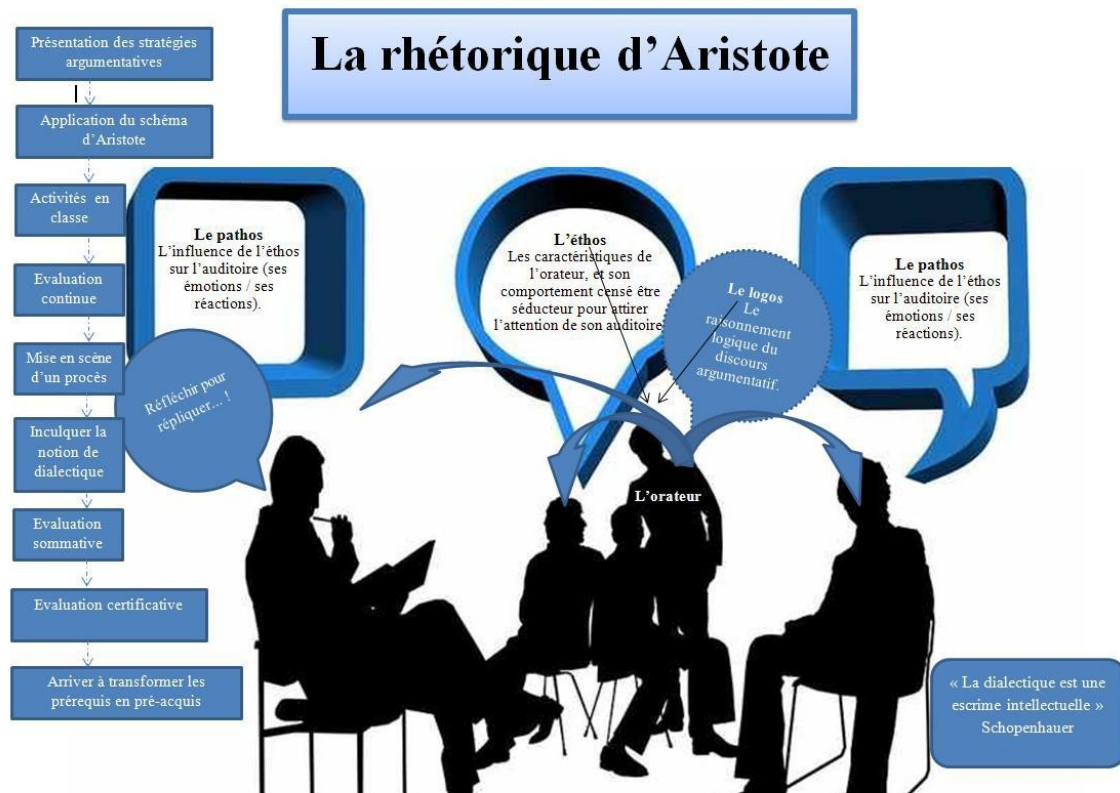 La rhétorique d'Aristote
Présentation des stratégies
argumentatives
Application du schéma
d'Aristote
Activités en
classe
Evaluation
continue
Mise en scène
d'un procès
Inculquer la
notion de
dialectique
Evaluation
sommative
Evaluation certificative
Arriver à transformer les
prérequis en pré-acquis
Le pathos
L'influence de l'éthos
sur l'auditoire (ses
émotions / ses
réactions).
Réfléchir pour
répliquer... !
L'éthos
Les caractéristiques de
l'orateur, et son
comportement censé être
séducteur pour attirer
l'attention de son auditoire
Le logos
Le
raisonnement
logique du
discours
argumentatif.
Le pathos
L'influence de l'éthos
sur l'auditoire (ses
émotions / ses
réactions).
L'orateur
« La dialectique est une
escrime intellectuelle »
Schopenhauer